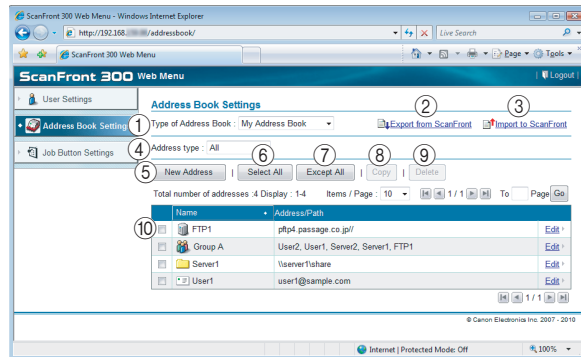 ScanFront 300 Web Menu - Windows Internet Explorer
http://192.168. /addressbook/
Live Search
ScanFront 300 Web Menu
Page Tools
ScanFront 300 Web Menu
Logout
User Settings
Address Book Settings
Address Book Setting
① Type of Address Book : My Address Book
② Export from ScanFront
③ Import to ScanFront
Job Button Settings
④ Address type : All
⑤ New Address | ⑥ Select All ⑦ Except All | ⑧ Copy | ⑨ Delete
Total number of addresses :4 Display : 1-4 Items / Page : 10 1 / 1 To Page Go
Name Address/Path
⑩ FTP1 pftp4.passage.co.jp// Edit
Group A User2, User1, Server2, Server1, FTP1 Edit
Server1 \\server1\share Edit
User1 user1@sample.com Edit
1 / 1
© Canon Electronics Inc. 2007 - 2010
Internet | Protected Mode: Off 100%